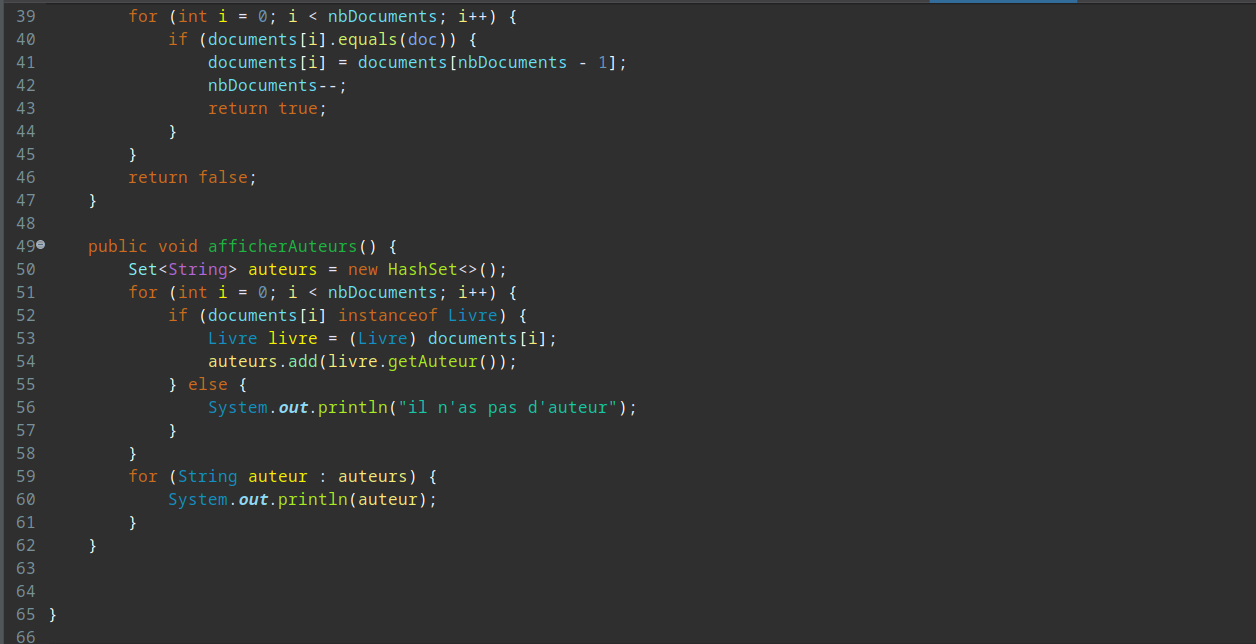 39        for (int i = 0; i < nbDocuments; i++) {
40            if (documents[i].equals(doc)) {
41                documents[i] = documents[nbDocuments - 1];
42                nbDocuments--;
43                return true;
44            }
45        }
46        return false;
47    }
48
49    public void afficherAuteurs() {
50        Set<String> auteurs = new HashSet<>();
51        for (int i = 0; i < nbDocuments; i++) {
52            if (documents[i] instanceof Livre) {
53                Livre livre = (Livre) documents[i];
54                auteurs.add(livre.getAuteur());
55            } else {
56                System.out.println("il n'as pas d'auteur");
57            }
58        }
59        for (String auteur : auteurs) {
60            System.out.println(auteur);
61        }
62    }
63
64
65 }
66